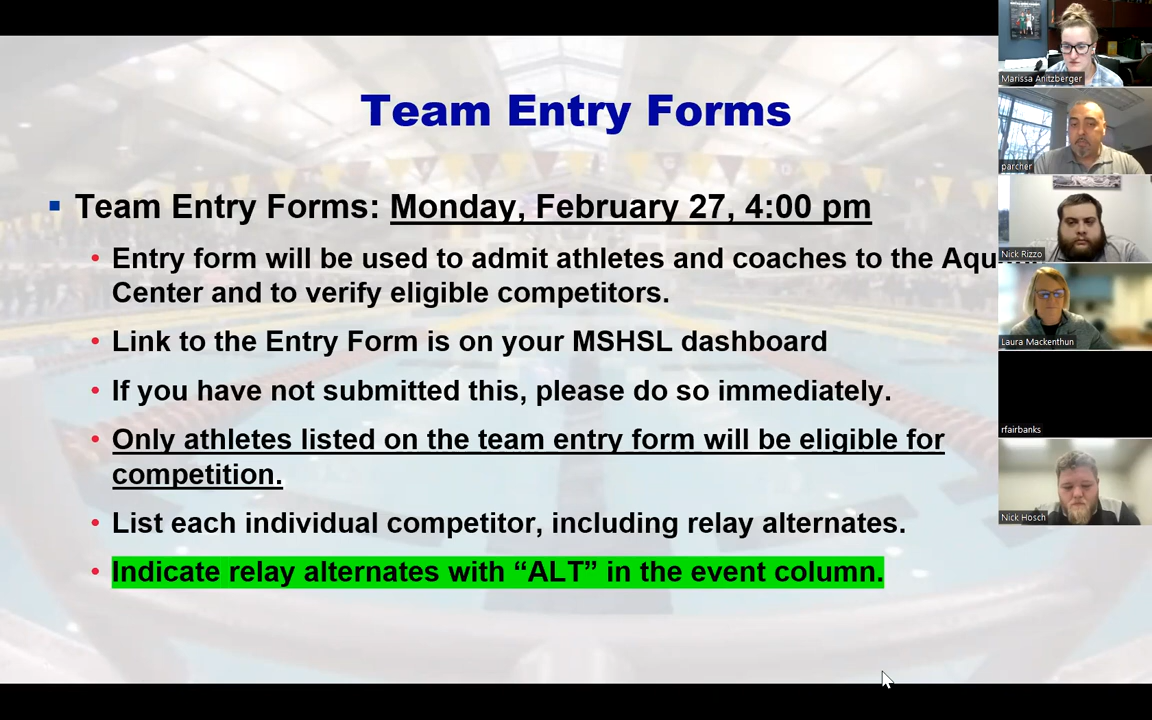 Team Entry Forms
Team Entry Forms: Monday, February 27, 4:00 pm
Entry form will be used to admit athletes and coaches to the
Center and to verify eligible competitors.
Link to the Entry Form is on your MSHSL dashboard
If you have not submitted this, please do so immediately.
Only athletes listed on the team entry form will be eligible for
competition.
List each individual competitor, including relay alternates.
Indicate relay alternates with “ALT” in the event column.
Marissa Anitzberger
parcher
Nick Rizzo
Laura Mackenthun
rfairbanks
Nick Hosch